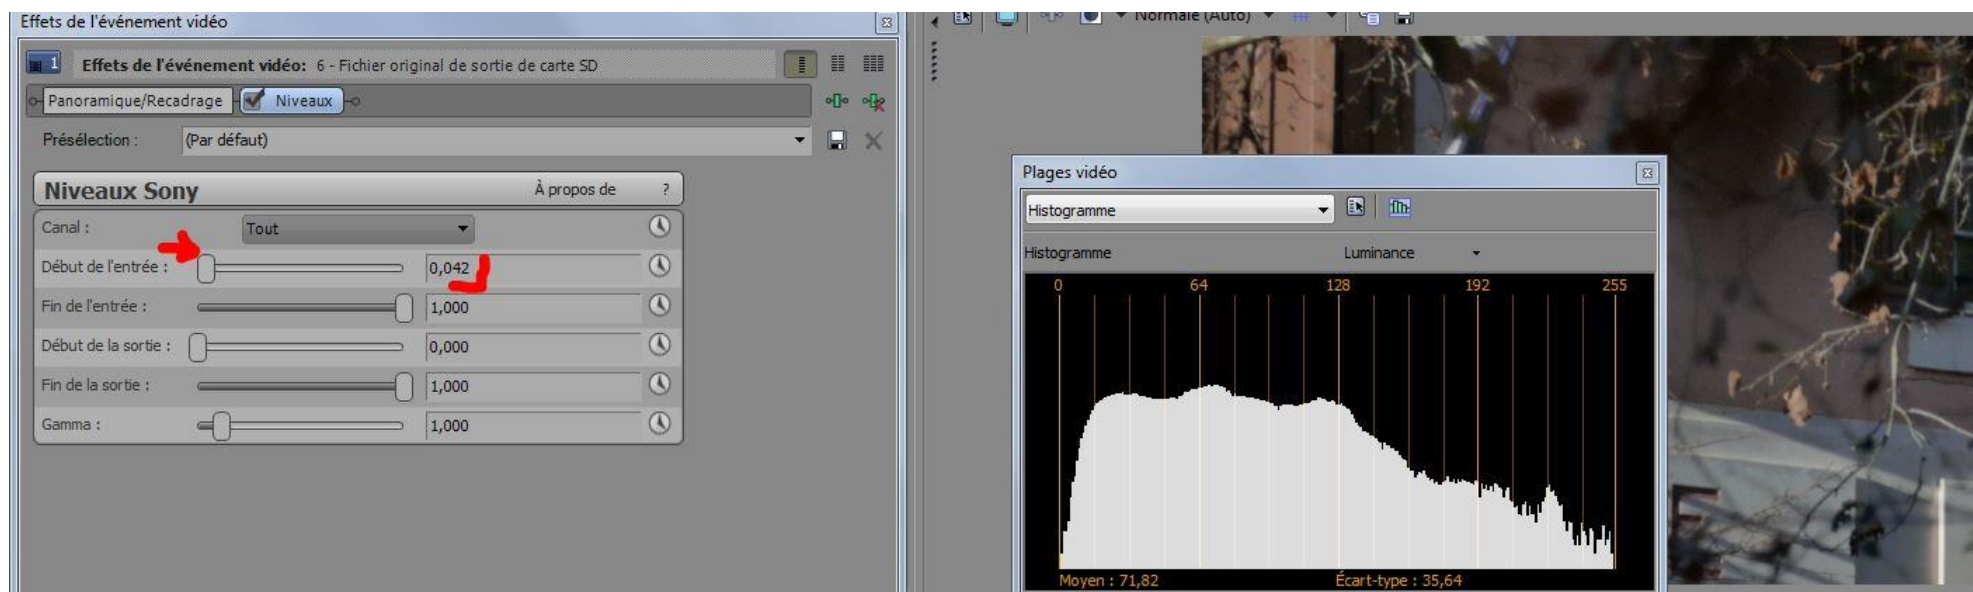 Effets de l'événement vidéo
1 Effets de l'événement vidéo: 6 - Fichier original de sortie de carte SD
Panoramique/Recadrage Niveaux
Présélection : (Par défaut)
Niveaux Sony À propos de ?
Canal : Tout
Début de l'entrée : 0,042
Fin de l'entrée : 1,000
Début de la sortie : 0,000
Fin de la sortie : 1,000
Gamma : 1,000
Normale (Auto)
Plages vidéo
Histogramme
Histogramme Luminance
0 64 128 192 255
Moyen : 71,82 Écart-type : 35,64